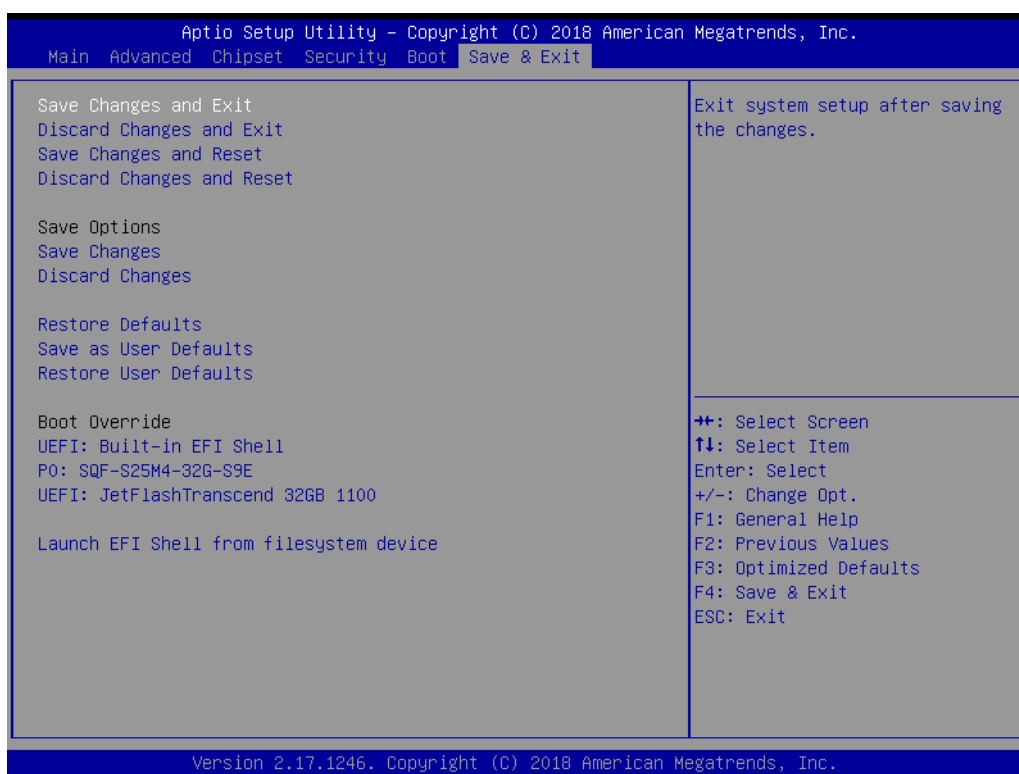 Aptio Setup Utility – Copyright (C) 2018 American Megatrends, Inc.
Main Advanced Chipset Security Boot Save & Exit
Save Changes and Exit
Discard Changes and Exit
Save Changes and Reset
Discard Changes and Reset
Save Options
Save Changes
Discard Changes
Restore Defaults
Save as User Defaults
Restore User Defaults
Boot Override
UEFI: Built-in EFI Shell
P0: SQF-S25M4-32G-S9E
UEFI: JetFlashTranscend 32GB 1100
Launch EFI Shell from filesystem device
Exit system setup after saving
the changes.
→←: Select Screen
↑↓: Select Item
Enter: Select
+/-: Change Opt.
F1: General Help
F2: Previous Values
F3: Optimized Defaults
F4: Save & Exit
ESC: Exit
Version 2.17.1246. Copyright (C) 2018 American Megatrends, Inc.